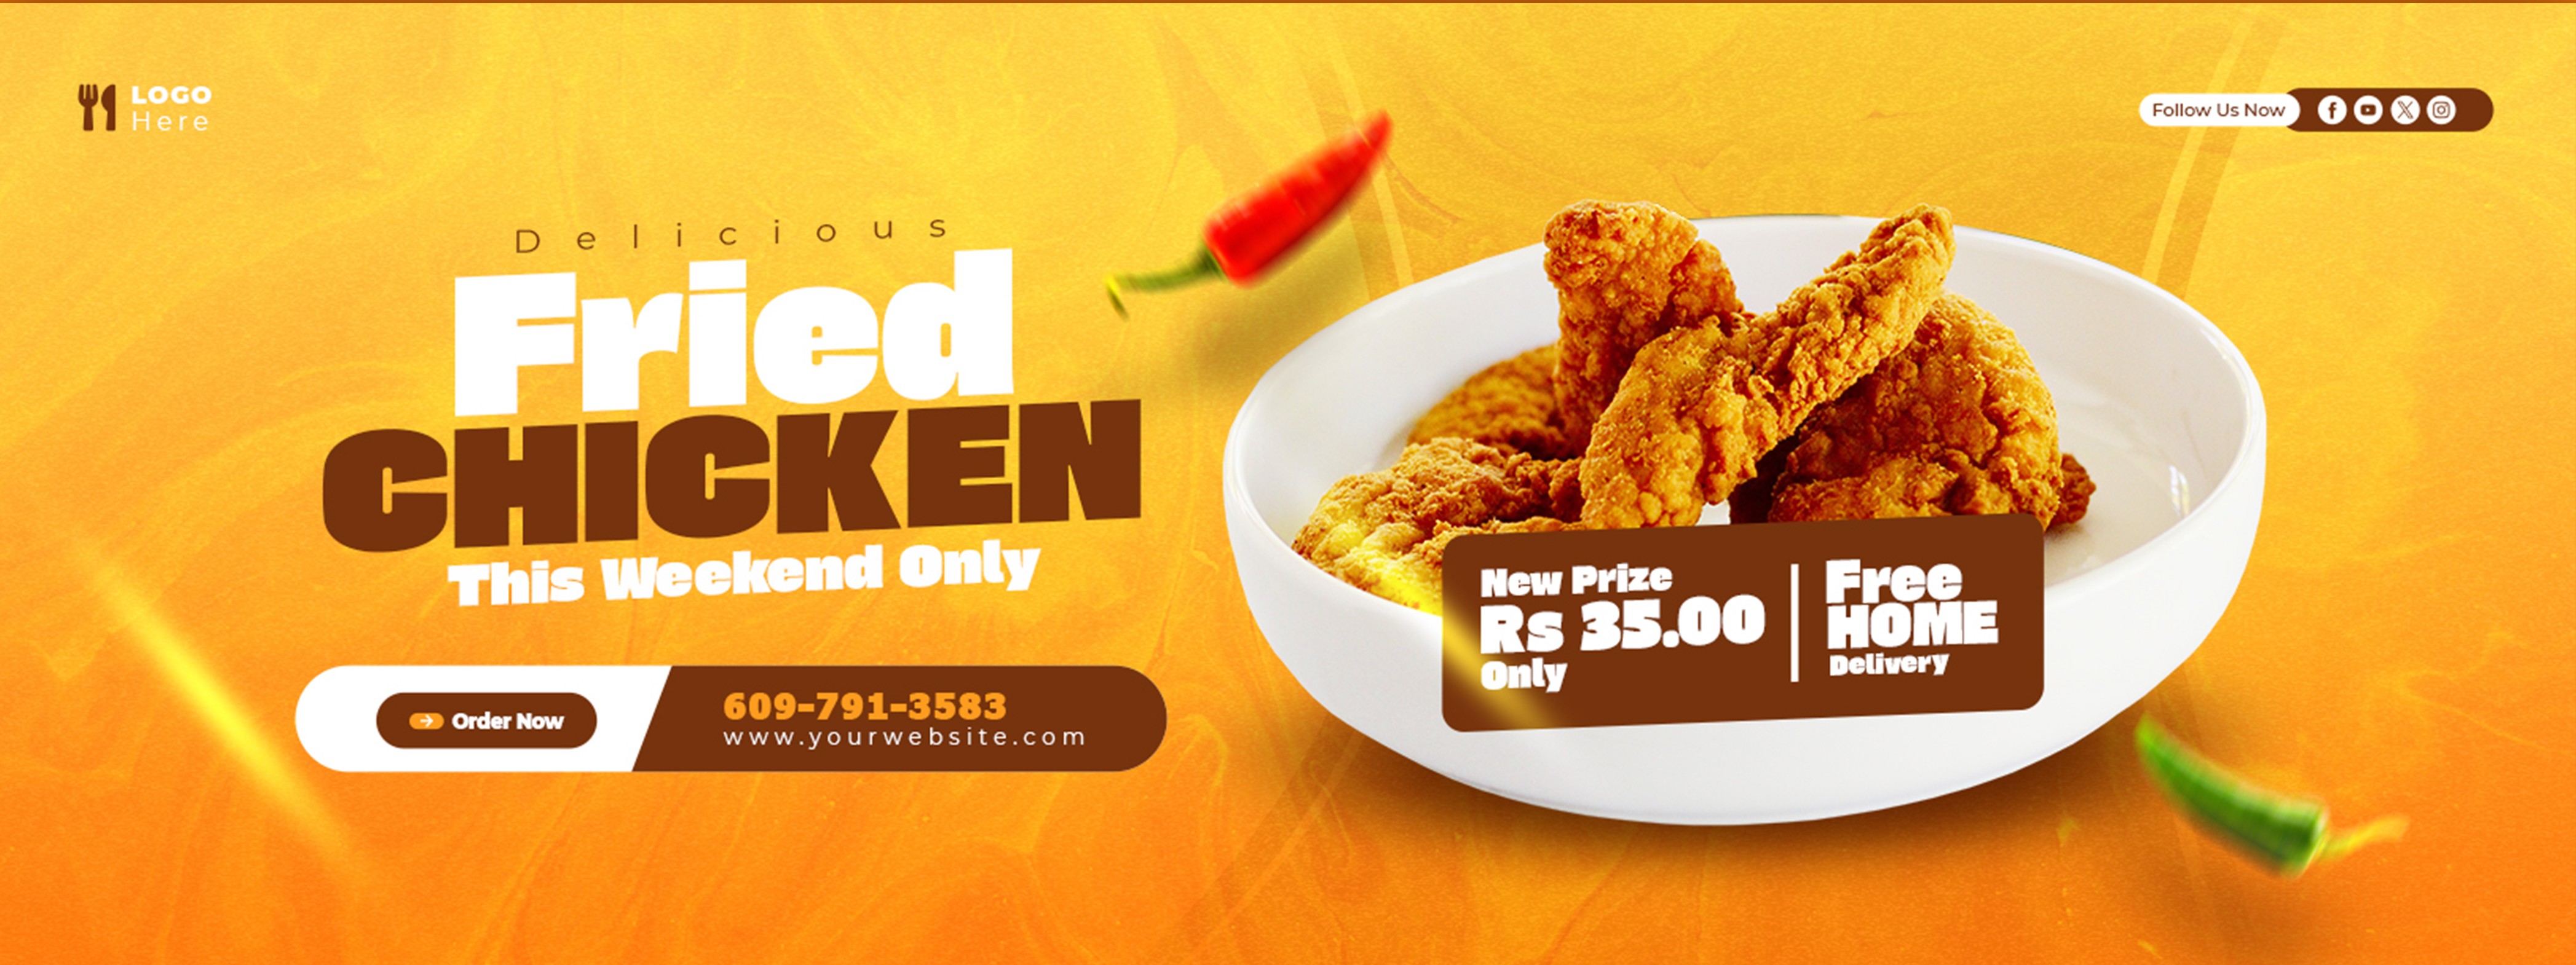 LOGO
Here
Follow Us Now
Delicious
Fried
CHICKEN
This Weekend Only
Order Now
609-791-3583
www.yourwebsite.com
New Prize
Rs 35.00
Only
Free
HOME
Delivery